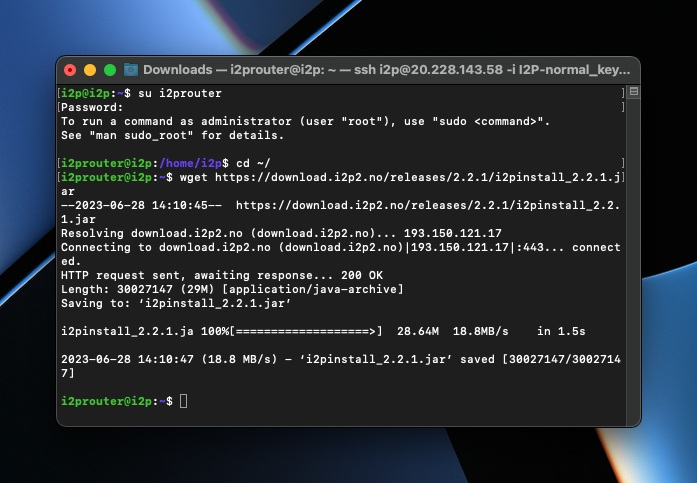 Downloads — i2prouter@i2p: ~ — ssh i2p@20.228.143.58 -i I2P-normal_key...
[i2p@i2p:~$ su i2prouter ]
[Password: ]
To run a command as administrator (user "root"), use "sudo <command>".
See "man sudo_root" for details.
[i2prouter@i2p:/home/i2p$ cd ~/ ]
[i2prouter@i2p:~$ wget https://download.i2p2.no/releases/2.2.1/i2pinstall_2.2.1.j]
ar
--2023-06-28 14:10:45--  https://download.i2p2.no/releases/2.2.1/i2pinstall_2.2.
1.jar
Resolving download.i2p2.no (download.i2p2.no)... 193.150.121.17
Connecting to download.i2p2.no (download.i2p2.no)|193.150.121.17|:443... connect
ed.
HTTP request sent, awaiting response... 200 OK
Length: 30027147 (29M) [application/java-archive]
Saving to: ‘i2pinstall_2.2.1.jar’
i2pinstall_2.2.1.ja 100%[===================>]  28.64M  18.8MB/s    in 1.5s
2023-06-28 14:10:47 (18.8 MB/s) - ‘i2pinstall_2.2.1.jar’ saved [30027147/3002714
7]
i2prouter@i2p:~$